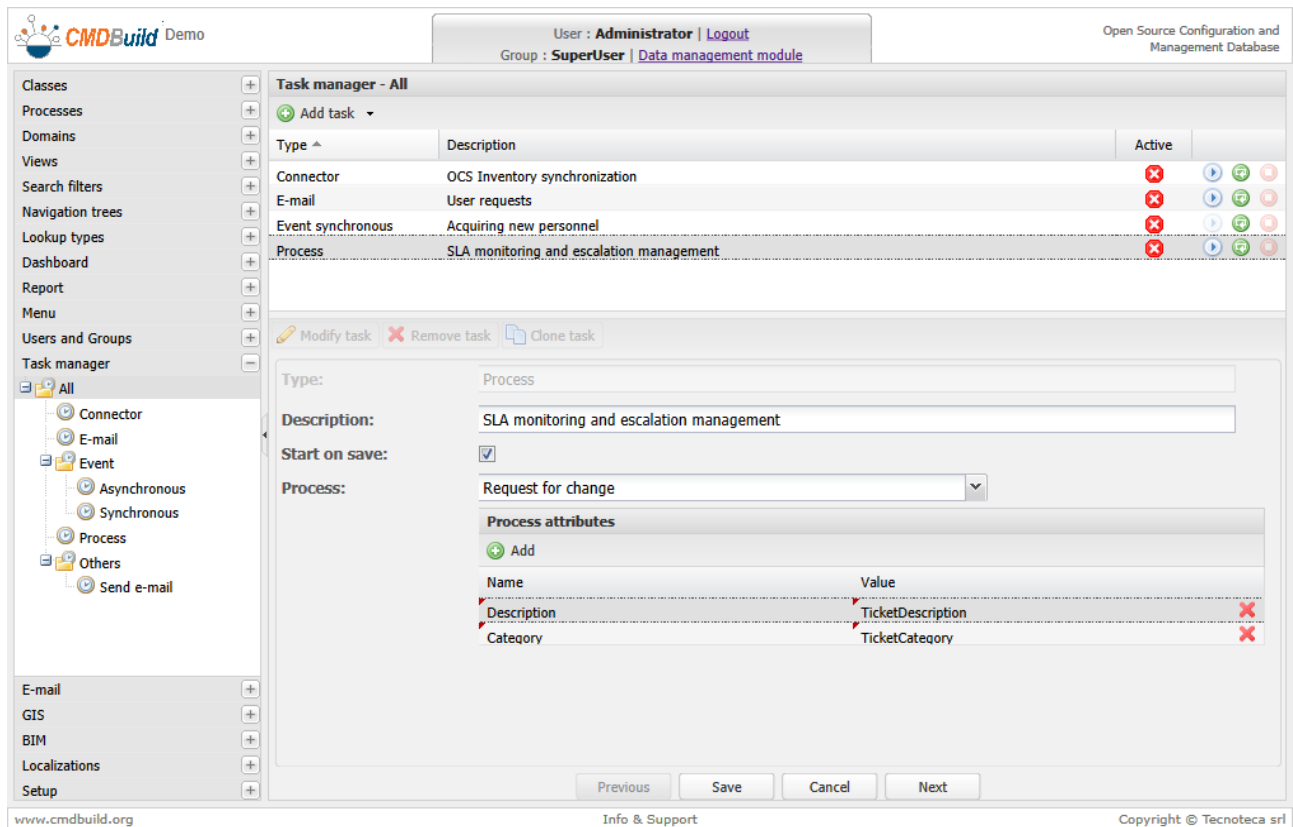 CMDBuild Demo
User : Administrator | Logout
Group : SuperUser | Data management module
Open Source Configuration and
Management Database
Classes
Processes
Domains
Views
Search filters
Navigation trees
Lookup types
Dashboard
Report
Menu
Users and Groups
Task manager
All
Connector
E-mail
Event
Asynchronous
Synchronous
Process
Others
Send e-mail
E-mail
GIS
BIM
Localizations
Setup
Task manager - All
Add task
Type Description Active
Connector OCS Inventory synchronization
E-mail User requests
Event synchronous Acquiring new personnel
Process SLA monitoring and escalation management
Modify task Remove task Clone task
Type: Process
Description: SLA monitoring and escalation management
Start on save:
Process: Request for change
Process attributes
Add
Name Value
Description TicketDescription
Category TicketCategory
Previous Save Cancel Next
www.cmdbuild.org Info & Support Copyright © Tecnoteca srl